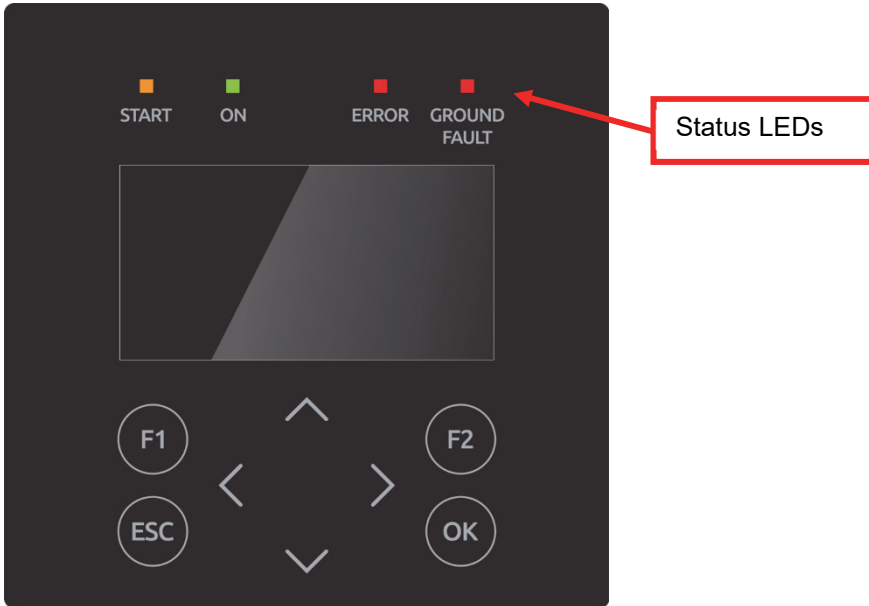 START ON ERROR GROUND
FAULT
Status LEDs
F1 F2
ESC OK